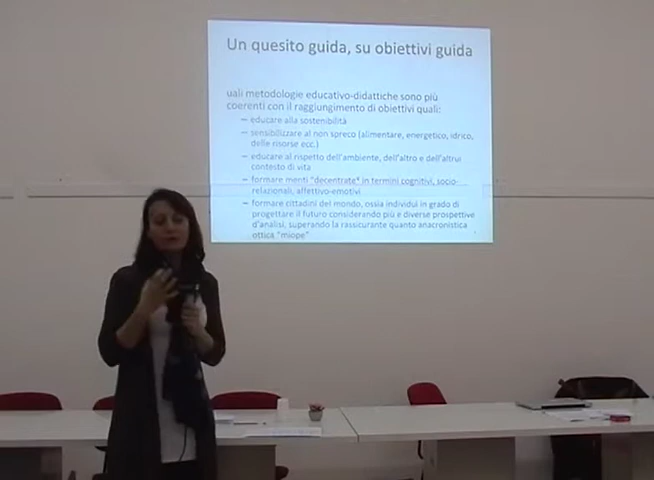 Un quesito guida, su obiettivi guida
uali metodologie educativo-didattiche sono più
coerenti con il raggiungimento di obiettivi quali:
– educare alla sostenibilità
– sensibilizzare al non spreco (alimentare, energetico, idrico,
delle risorse ecc.)
– educare al rispetto dell'ambiente, dell'altro e dell'altrui
contesto di vita
– formare menti "decentrate" in termini cognitivi, socio-
relazionali, affettivo-emotivi.
– formare cittadini del mondo, ossia individui in grado di
progettare il futuro considerando più e diverse prospettive
d'analisi, superando la rassicurante quanto anacronistica
ottica "miope"